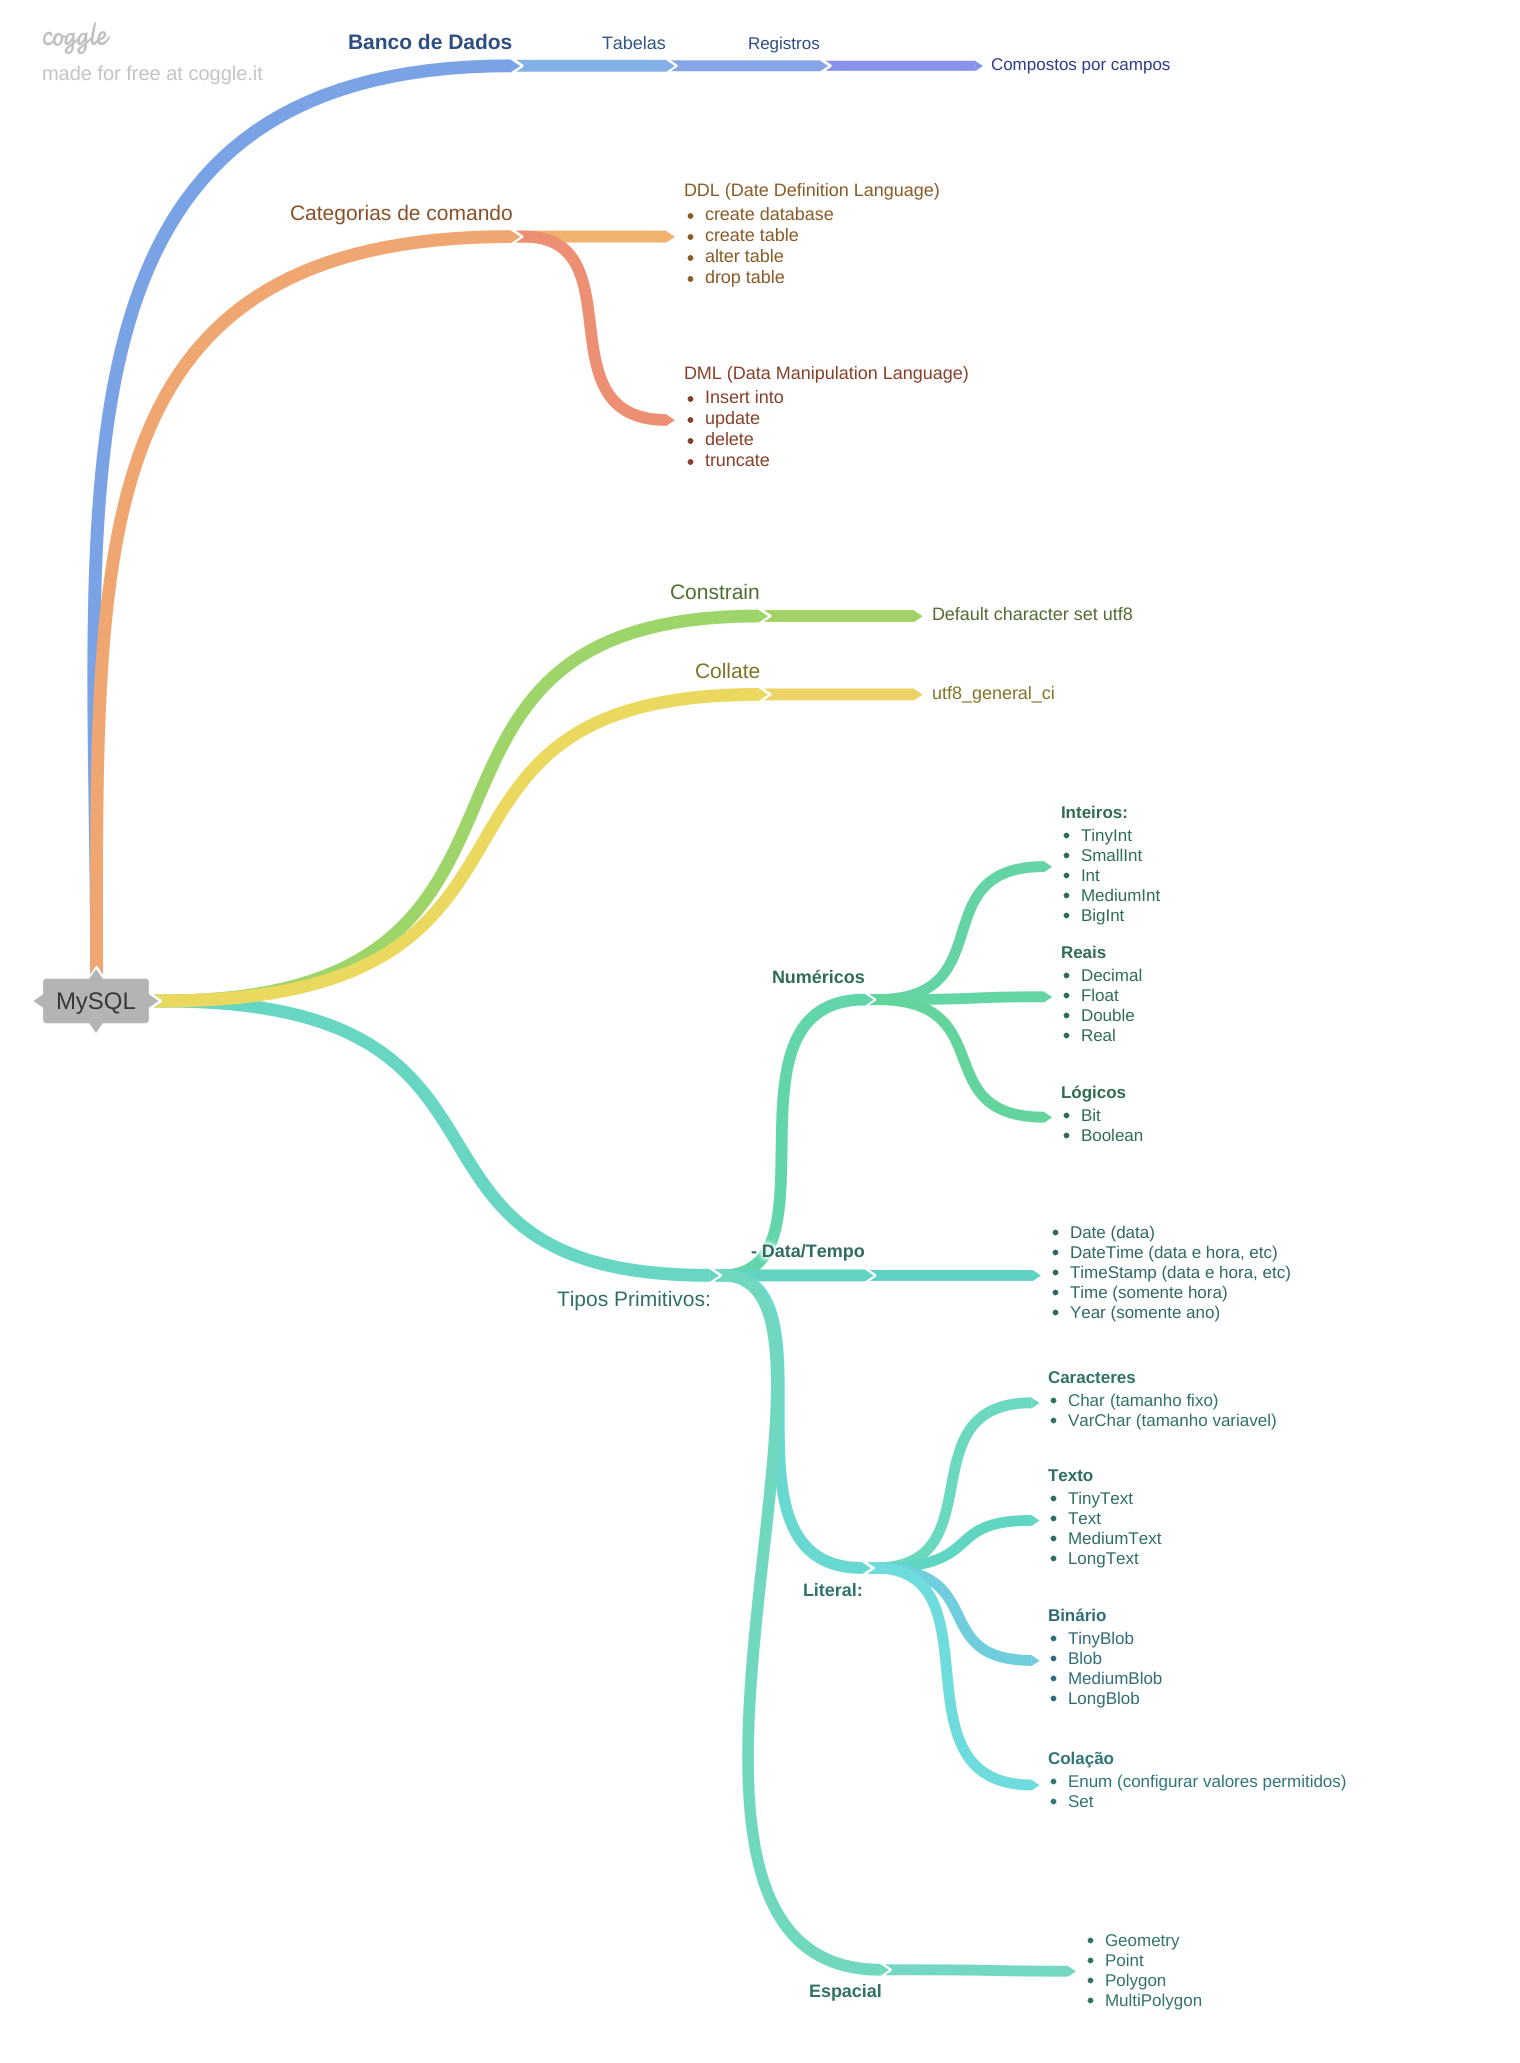 coggle
made for free at coggle.it
Banco de Dados
Tabelas
Registros
Compostos por campos
Categorias de comando
DDL (Date Definition Language)
• create database
• create table
• alter table
• drop table
DML (Data Manipulation Language)
• Insert into
• update
• delete
• truncate
Constrain
Default character set utf8
Collate
utf8_general_ci
MySQL
Tipos Primitivos:
Numéricos
Inteiros:
• TinyInt
• SmallInt
• Int
• MediumInt
• BigInt
Reais
• Decimal
• Float
• Double
• Real
Lógicos
• Bit
• Boolean
- Data/Tempo
• Date (data)
• DateTime (data e hora, etc)
• TimeStamp (data e hora, etc)
• Time (somente hora)
• Year (somente ano)
Literal:
Caracteres
• Char (tamanho fixo)
• VarChar (tamanho variavel)
Texto
• TinyText
• Text
• MediumText
• LongText
Binário
• TinyBlob
• Blob
• MediumBlob
• LongBlob
Colação
• Enum (configurar valores permitidos)
• Set
Espacial
• Geometry
• Point
• Polygon
• MultiPolygon